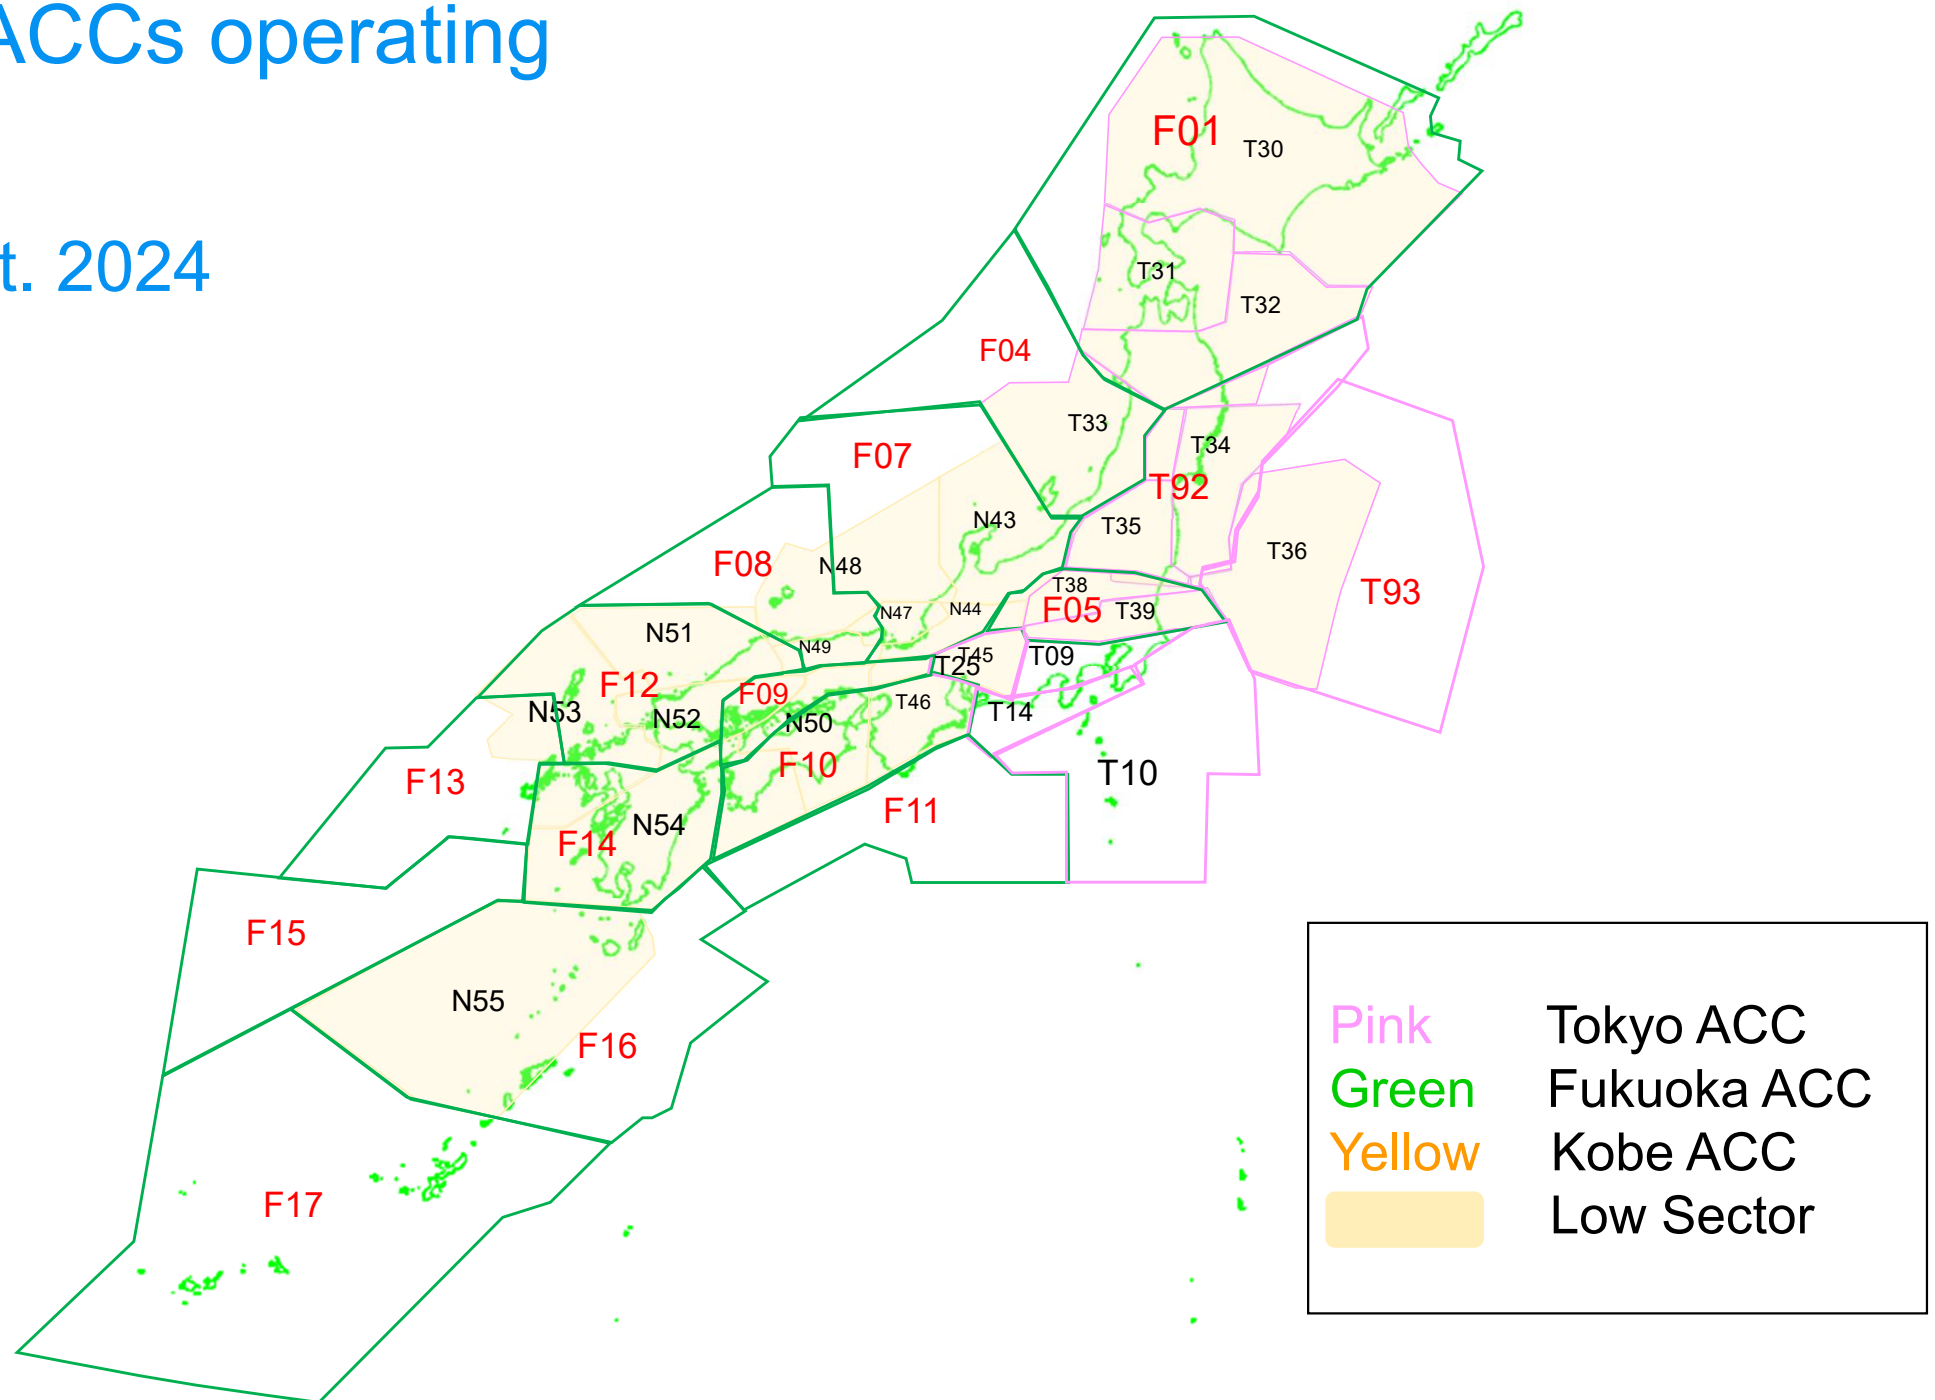 ACCs operating
t. 2024
F01
T30
T31
T32
F04
T33
F07
T34
T92
N43
T35
T36
F08
N48
T93
T38
N47
N44
F05
T39
N51
N49
T45
T25
T09
F12
F09
T46
N53
N52
N50
T14
F10
T10
F13
F11
N54
F14
F15
N55
F16
F17
Pink Tokyo ACC
Green Fukuoka ACC
Yellow Kobe ACC
Low Sector